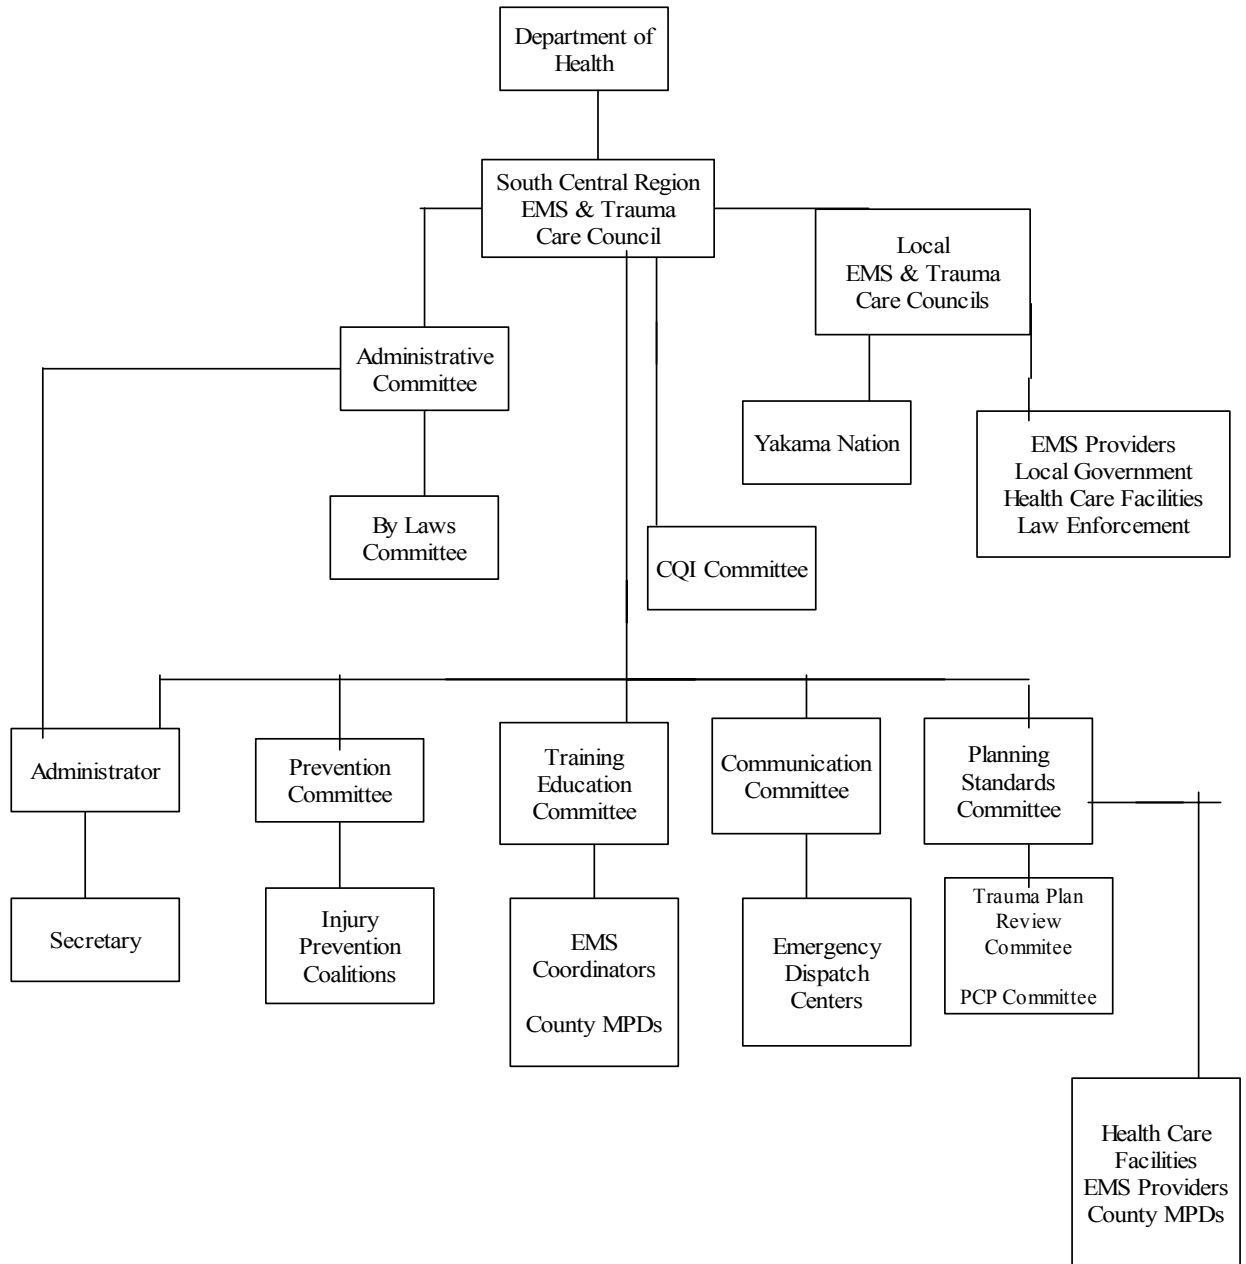 Department of
Health
South Central Region
EMS & Trauma
Care Council
Local
EMS & Trauma
Care Councils
Administrative
Committee
Yakama Nation
EMS Providers
Local Government
Health Care Facilities
Law Enforcement
By Laws
Committee
CQI Committee
Administrator
Prevention
Committee
Training
Education
Committee
Communication
Committee
Planning
Standards
Committee
Secretary
Injury
Prevention
Coalitions
EMS
Coordinators
County MPDs
Emergency
Dispatch
Centers
Trauma Plan
Review
Commitee
PCP Committee
Health Care
Facilities
EMS Providers
County MPDs